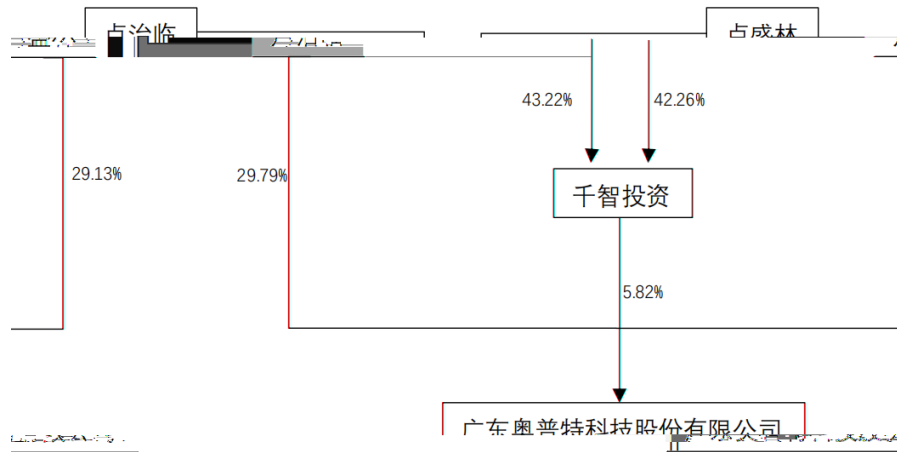 卢治临
卢盛林
43.22%
42.26%
29.13%
29.79%
千智投资
5.82%
广东奥普特科技股份有限公司